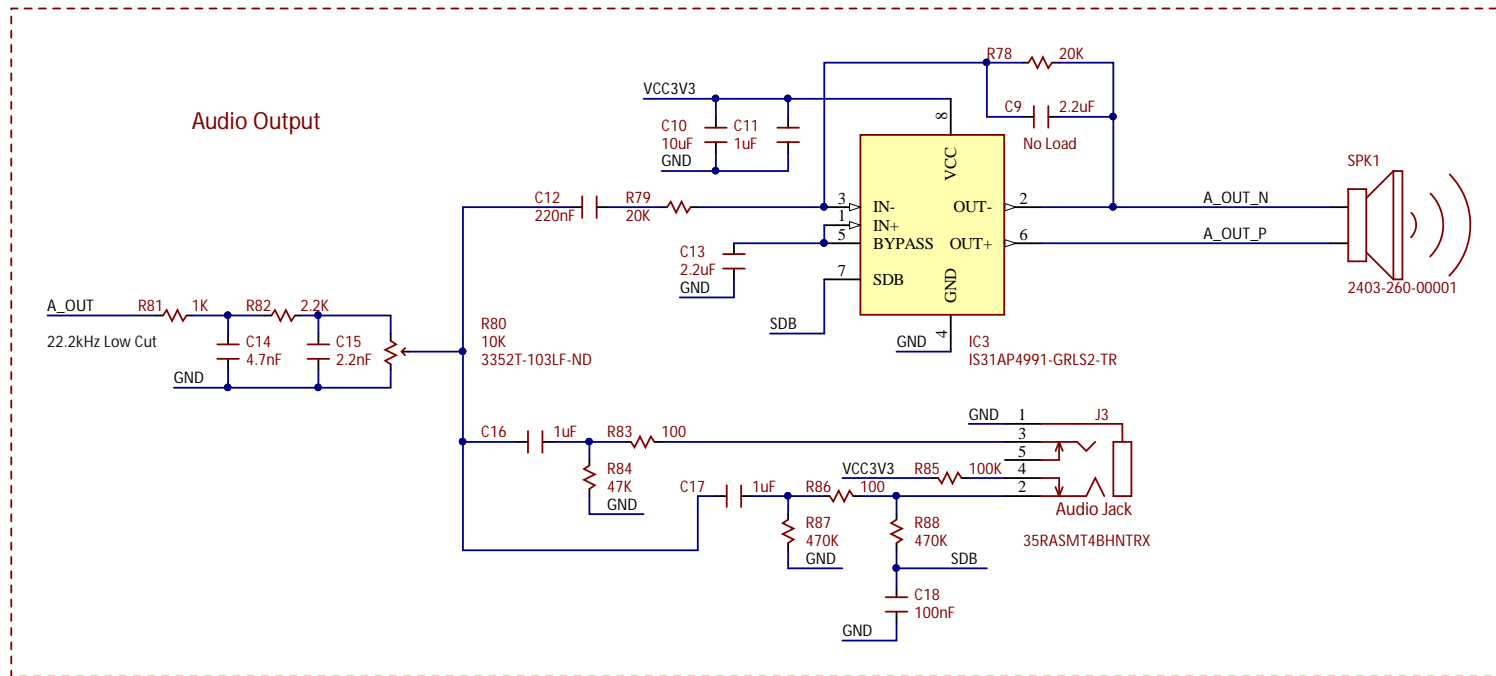 Audio Output
R78 20K
C9 2.2uF
No Load
VCC3V3
C10 C11
10uF 1uF
GND
8
VCC
SPK1
C12 R79
220nF 20K
3 IN- OUT- 2 A_OUT_N
1 IN+
5 BYPASS OUT+ 6 A_OUT_P
C13
2.2uF
GND
7 SDB
GND
2403-260-00001
A_OUT R81 1K R82 2.2K
22.2kHz Low Cut
C14 C15
4.7nF 2.2nF
GND
R80
10K
3352T-103LF-ND
SDB
4
GND
IC3
IS31AP4991-GRLS2-TR
C16 1uF R83 100
GND 1 J3
3
5
4
2
R84
47K
GND
VCC3V3 R85 100K
C17 1uF R86 100
Audio Jack
35RASMT4BHNTRX
R87 R88
470K 470K
GND SDB
C18
100nF
GND